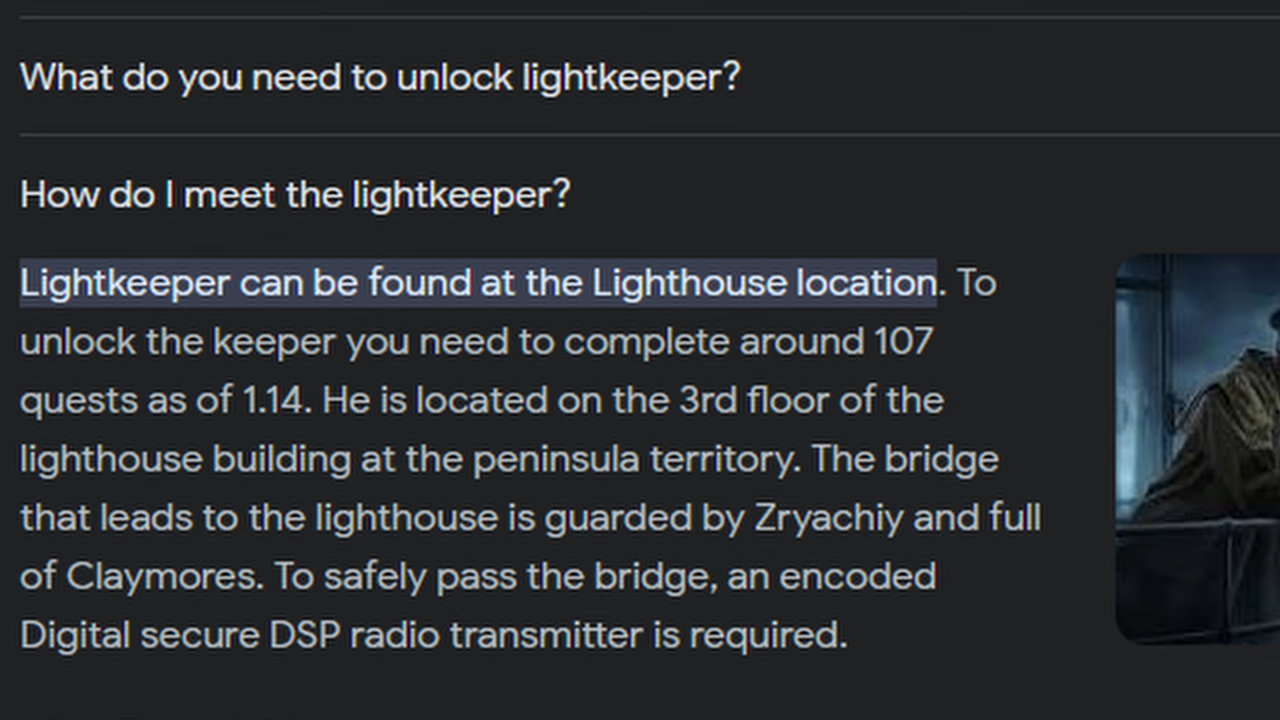 What do you need to unlock lightkeeper?
How do I meet the lightkeeper?
Lightkeeper can be found at the Lighthouse location. To
unlock the keeper you need to complete around 107
quests as of 1.14. He is located on the 3rd floor of the
lighthouse building at the peninsula territory. The bridge
that leads to the lighthouse is guarded by Zryachiy and full
of Claymores. To safely pass the bridge, an encoded
Digital secure DSP radio transmitter is required.